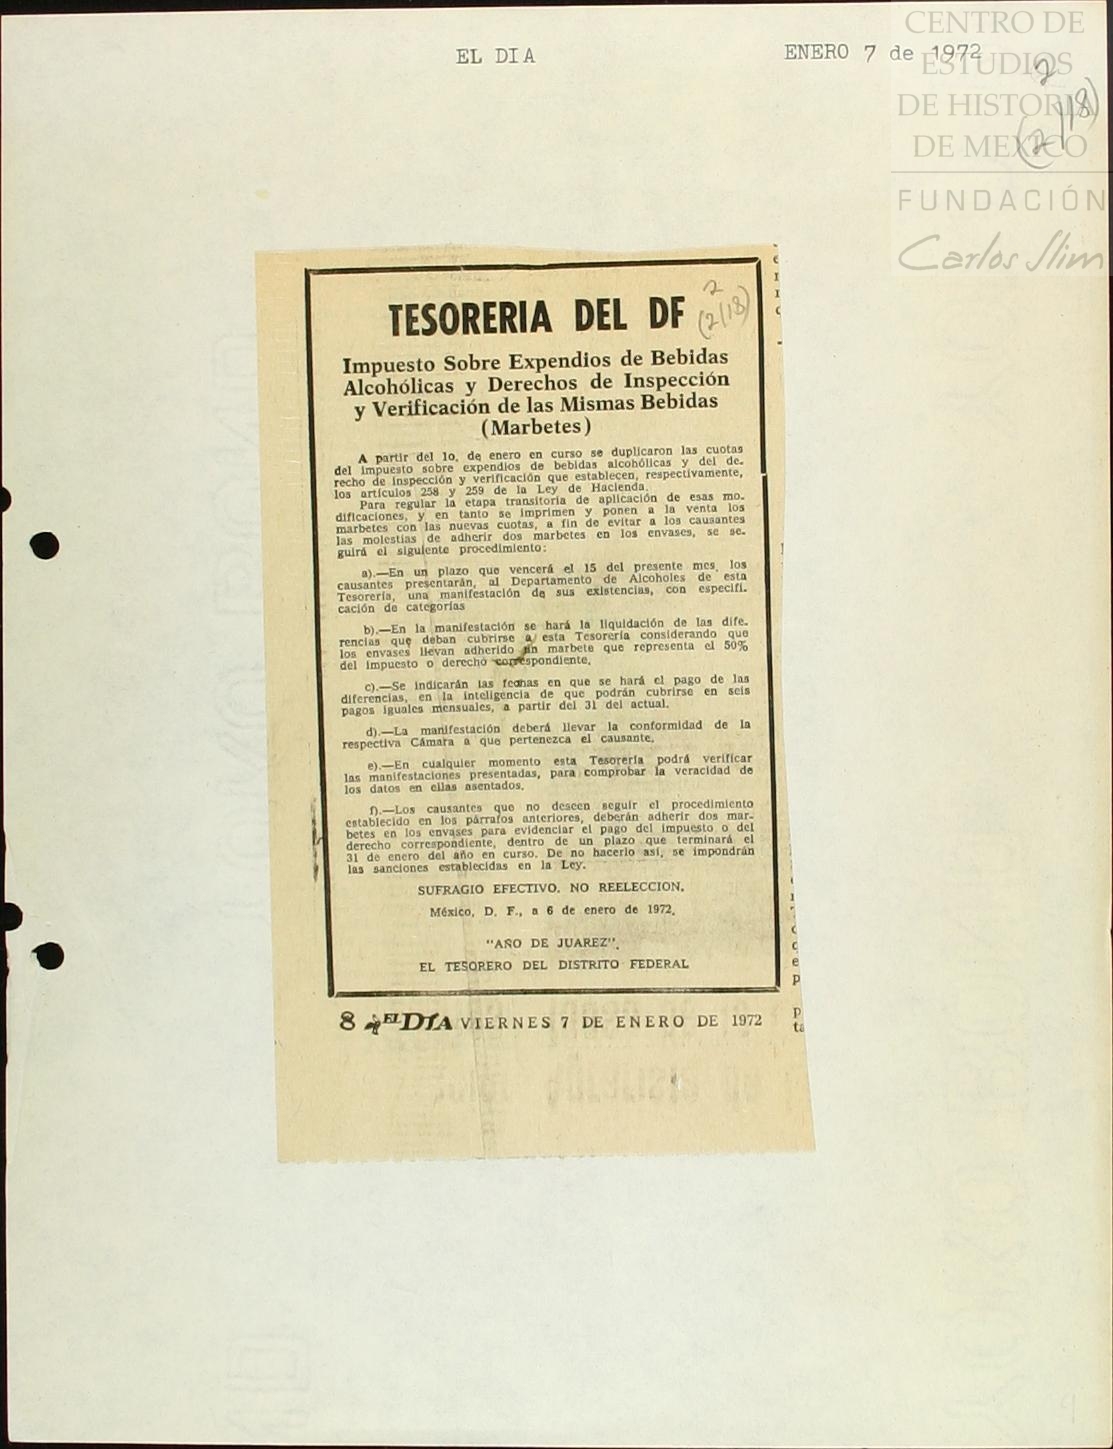 EL DIA
ENERO 7 de 1972
CENTRO DE
ESTUDIOS
DE HISTORIA
DE MEXICO
FUNDACIÓN
Carlos Slim
2
(2/18)
TESORERIA DEL DF
2
(2/18)
Impuesto Sobre Expendios de Bebidas
Alcohólicas y Derechos de Inspección
y Verificación de las Mismas Bebidas
(Marbetes)
A partir del 1o. de enero en curso se duplicaron las cuotas
del impuesto sobre expendios de bebidas alcohólicas y del de-
recho de inspección y verificación que establecen, respectivamente,
los artículos 258 y 259 de la Ley de Hacienda.
Para regular la etapa transitoria de aplicación de esas mo-
dificaciones, y en tanto se imprimen y ponen a la venta los
marbetes con las nuevas cuotas, a fin de evitar a los causantes
las molestias de adherir dos marbetes en los envases, se se-
guirá el siguiente procedimiento:
a).—En un plazo que vencerá el 15 del presente mes, los
causantes presentarán, al Departamento de Alcoholes de esta
Tesorería, una manifestación de sus existencias, con especifi-
cación de categorías
b).—En la manifestación se hará la liquidación de las dife-
rencias que deban cubrirse a esta Tesorería considerando que
los envases llevan adherido un marbete que representa el 50%
del impuesto o derecho correspondiente.
c).—Se indicarán las fechas en que se hará el pago de las
diferencias, en la inteligencia de que podrán cubrirse en seis
pagos iguales mensuales, a partir del 31 del actual.
d).—La manifestación deberá llevar la conformidad de la
respectiva Cámara a que pertenezca el causante.
e).—En cualquier momento esta Tesorería podrá verificar
las manifestaciones presentadas, para comprobar la veracidad de
los datos en ellas asentados.
f).—Los causantes que no deseen seguir el procedimiento
establecido en los párrafos anteriores, deberán adherir dos mar-
betes en los envases para evidenciar el pago del impuesto o del
derecho correspondiente, dentro de un plazo que terminará el
31 de enero del año en curso. De no hacerlo así, se impondrán
las sanciones establecidas en la Ley.
SUFRAGIO EFECTIVO. NO REELECCION.
México, D. F., a 6 de enero de 1972.
"AÑO DE JUAREZ".
EL TESORERO DEL DISTRITO FEDERAL
8 EL DÍA VIERNES 7 DE ENERO DE 1972